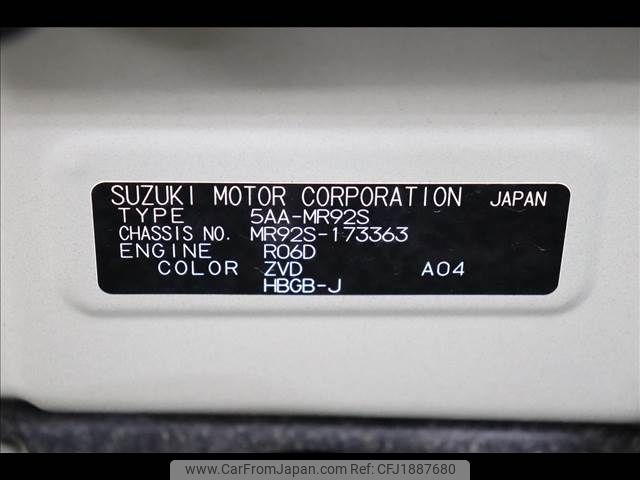 SUZUKI MOTOR CORPORATION JAPAN
TYPE 5AA-MR92S
CHASSIS NO. MR92S-173363
ENGINE R06D
COLOR ZVD A04
HBGB-J
www.CarFromJapan.com - CFJ1887680